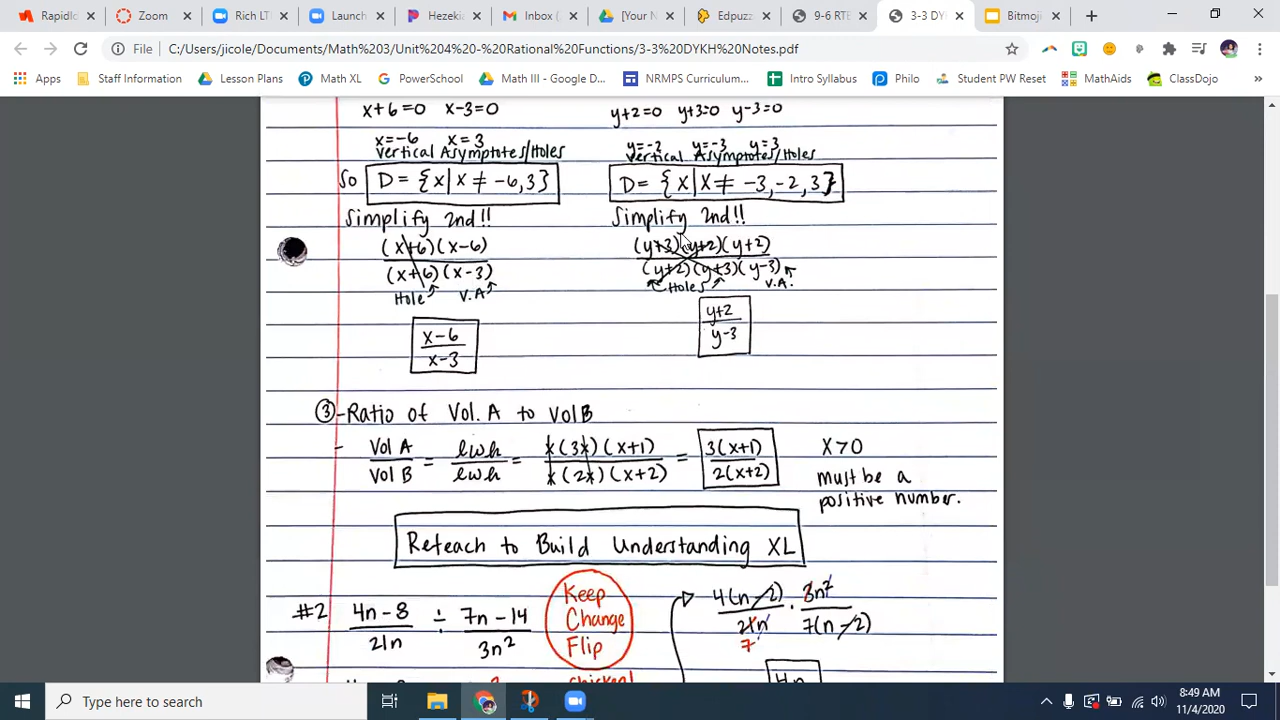 Rapidlo
Zoom
Rich LT
Launch
Hezeki
Inbox (
[Your N
Edpuzz
9-6 RTE
3-3 DY
Bitmoji
File
C:/Users/jicole/Documents/Math%203/Unit%204%20-%20Rational%20Functions/3-3%20DYKH%20Notes.pdf
Apps
Staff Information
Lesson Plans
Math XL
PowerSchool
Math III - Google D...
NRMPS Curriculum...
Intro Syllabus
Philo
Student PW Reset
MathAids
ClassDojo
x+6=0 x-3=0
y+2=0 y+3=0 y-3=0
x=-6 x=3
y=-2 y=-3 y=3
Vertical Asymptotes/Holes
Vertical Asymptotes/Holes
So D= {x|x≠ -6,3}
D= {x|x≠ -3,-2,3}
Simplify 2nd!!
Simplify 2nd!!
(x+6)(x-6)
(y+3)(y+2)(y+2)
(x+6)(x-3)
(y+2)(y+3)(y-3)
Hole V.A
Holes V.A.
x-6
x-3
y+2
y-3
③-Ratio of Vol. A to Vol B
- Vol A / Vol B = lwh / lwh = x(3x)(x+1) / x(2x)(x+2) = 3(x+1) / 2(x+2)
X>0
must be a
positive number.
Reteach to Build Understanding XL
#2 4n-8 / 21n ÷ 7n-14 / 3n²
Keep
Change
Flip
4(n-2) / 21n · 3n² / 7(n-2)
7
4n
Type here to search
8:49 AM
11/4/2020